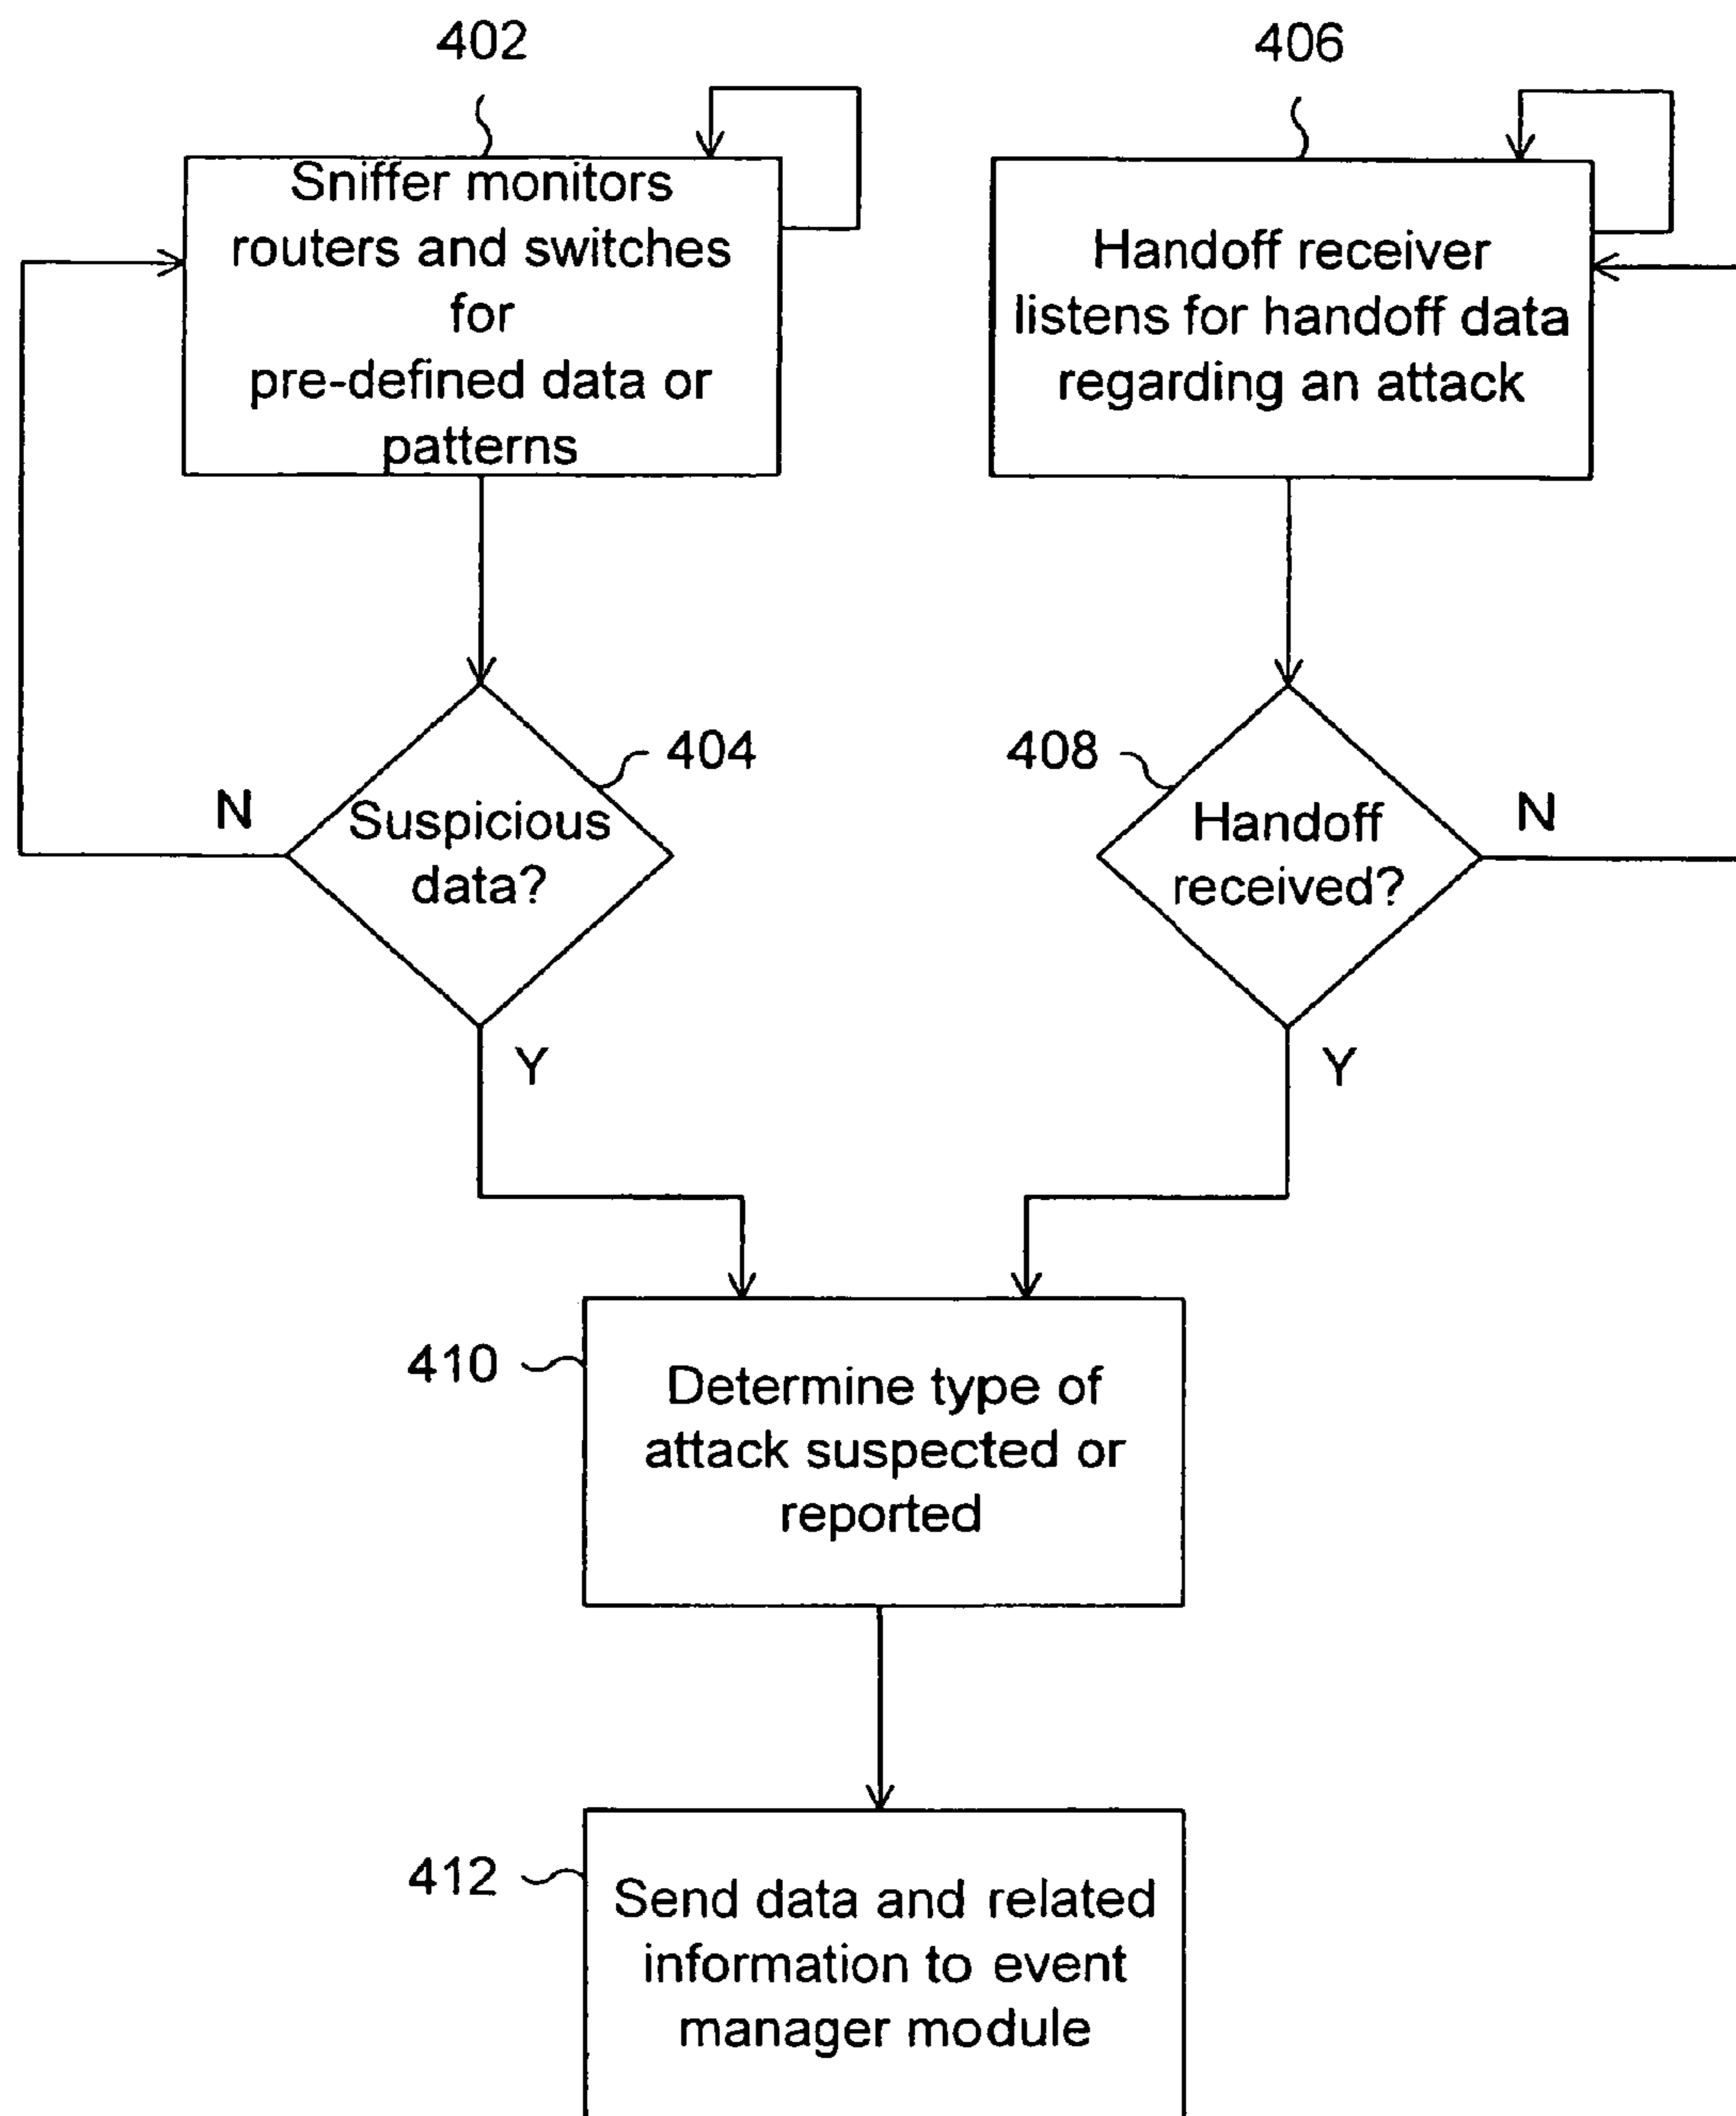 402
Sniffer monitors
routers and switches
for
pre-defined data or
patterns
406
Handoff receiver
listens for handoff data
regarding an attack
404
Suspicious
data?
N
Y
408
Handoff
received?
N
Y
410
Determine type of
attack suspected or
reported
412
Send data and related
information to event
manager module